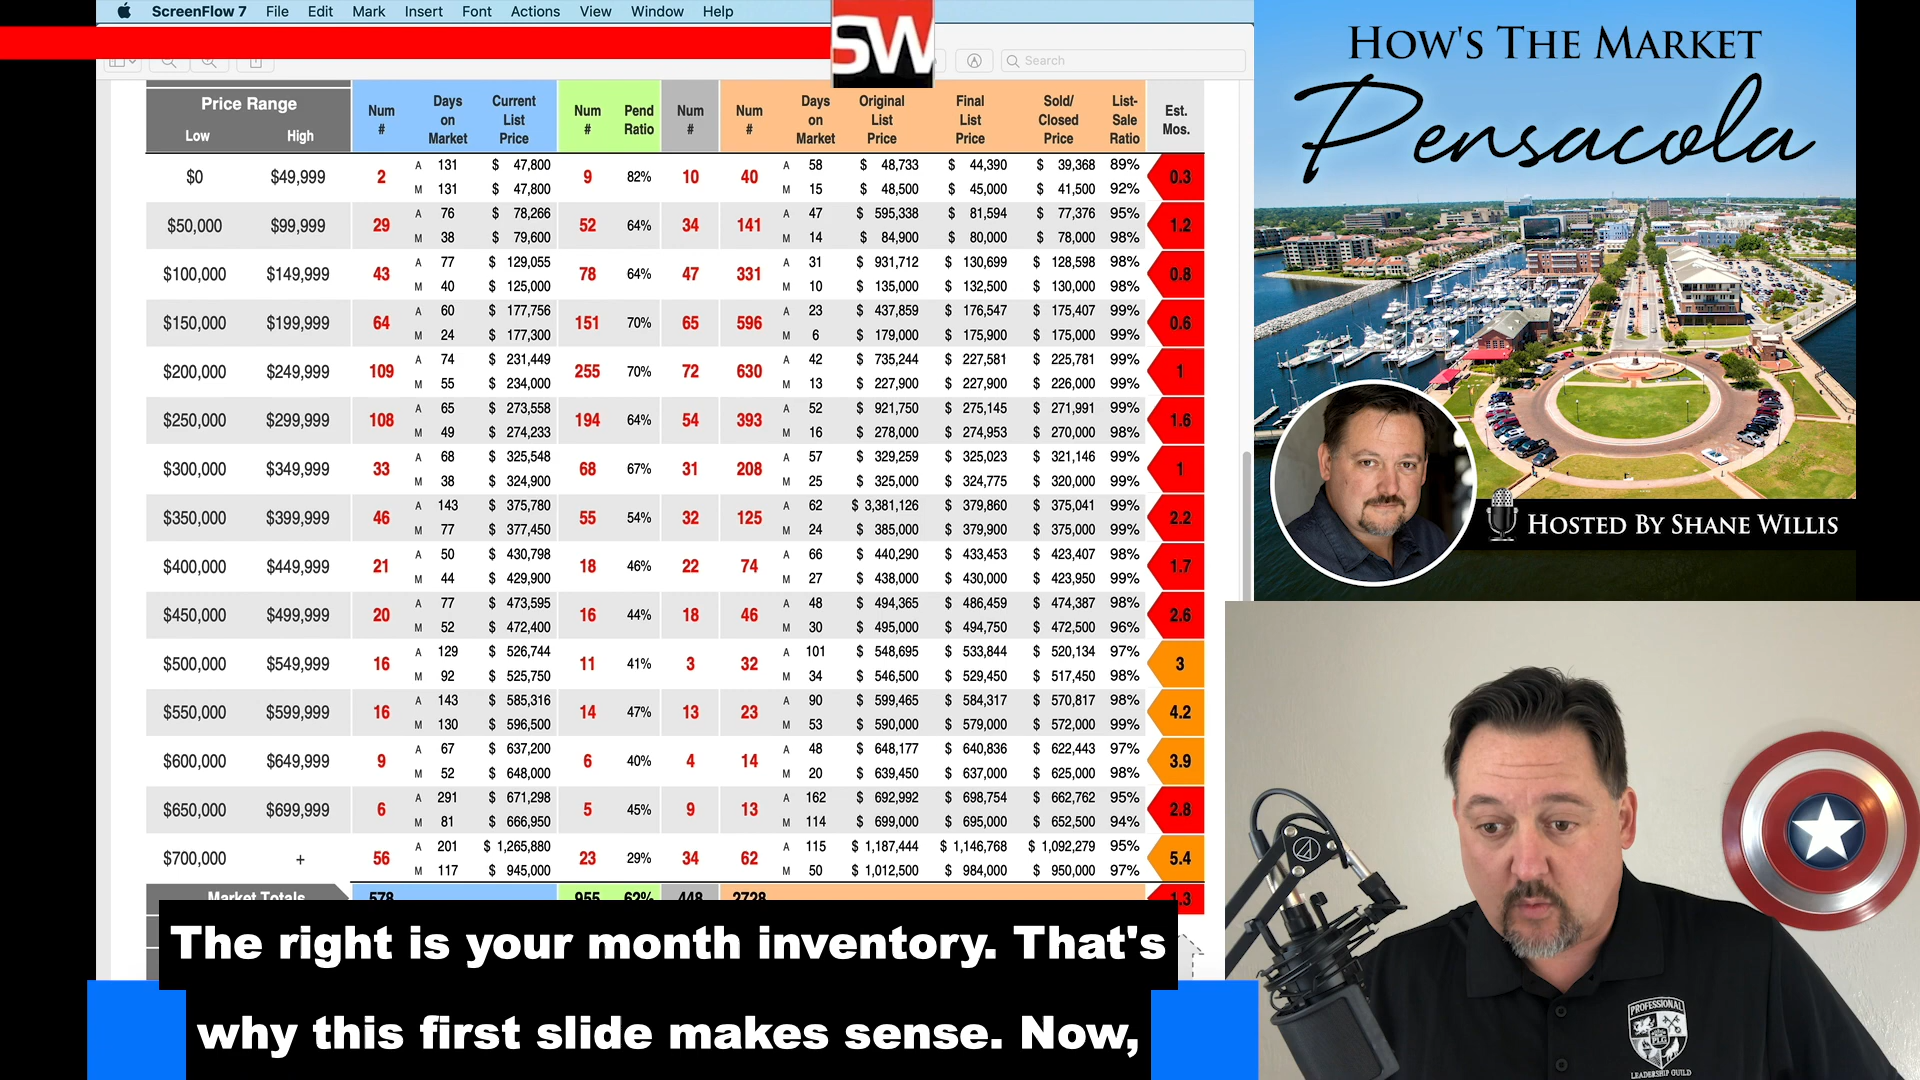 ScreenFlow 7 File Edit Mark Insert Font Actions View Window Help
SW
Search
Price Range
Low High
Num # Days on Market Current List Price Num # Pend Ratio Num # Num # Days on Market Original List Price Final List Price Sold/Closed Price List-Sale Ratio Est. Mos.
$0 $49,999 2 A 131 $ 47,800 9 82% 10 40 A 58 $ 48,733 $ 44,390 $ 39,368 89% 0.3
M 131 $ 47,800 M 15 $ 48,500 $ 45,000 $ 41,500 92%
$50,000 $99,999 29 A 76 $ 78,266 52 64% 34 141 A 47 $ 595,338 $ 81,594 $ 77,376 95% 1.2
M 38 $ 79,600 M 14 $ 84,900 $ 80,000 $ 78,000 98%
$100,000 $149,999 43 A 77 $ 129,055 78 64% 47 331 A 31 $ 931,712 $ 130,699 $ 128,598 98% 0.8
M 40 $ 125,000 M 10 $ 135,000 $ 132,500 $ 130,000 98%
$150,000 $199,999 64 A 60 $ 177,756 151 70% 65 596 A 23 $ 437,859 $ 176,547 $ 175,407 99% 0.6
M 24 $ 177,300 M 6 $ 179,000 $ 175,900 $ 175,000 99%
$200,000 $249,999 109 A 74 $ 231,449 255 70% 72 630 A 42 $ 735,244 $ 227,581 $ 225,781 99% 1
M 55 $ 234,000 M 13 $ 227,900 $ 227,900 $ 226,000 99%
$250,000 $299,999 108 A 65 $ 273,558 194 64% 54 393 A 52 $ 921,750 $ 275,145 $ 271,991 99% 1.6
M 49 $ 274,233 M 16 $ 278,000 $ 274,953 $ 270,000 98%
$300,000 $349,999 33 A 68 $ 325,548 68 67% 31 208 A 57 $ 329,259 $ 325,023 $ 321,146 99% 1
M 38 $ 324,900 M 25 $ 325,000 $ 324,775 $ 320,000 99%
$350,000 $399,999 46 A 143 $ 375,780 55 54% 32 125 A 62 $ 3,381,126 $ 379,860 $ 375,041 99% 2.2
M 77 $ 377,450 M 24 $ 385,000 $ 379,900 $ 375,000 99%
$400,000 $449,999 21 A 50 $ 430,798 18 46% 22 74 A 66 $ 440,290 $ 433,453 $ 423,407 98% 1.7
M 44 $ 429,900 M 27 $ 438,000 $ 430,000 $ 423,950 99%
$450,000 $499,999 20 A 77 $ 473,595 16 44% 18 46 A 48 $ 494,365 $ 486,459 $ 474,387 98% 2.6
M 52 $ 472,400 M 30 $ 495,000 $ 494,750 $ 472,500 96%
$500,000 $549,999 16 A 129 $ 526,744 11 41% 3 32 A 101 $ 548,695 $ 533,844 $ 520,134 97% 3
M 92 $ 525,750 M 34 $ 546,500 $ 529,450 $ 517,450 98%
$550,000 $599,999 16 A 143 $ 585,316 14 47% 13 23 A 90 $ 599,465 $ 584,317 $ 570,817 98% 4.2
M 130 $ 596,500 M 53 $ 590,000 $ 579,000 $ 572,000 99%
$600,000 $649,999 9 A 67 $ 637,200 6 40% 4 14 A 48 $ 648,177 $ 640,836 $ 622,443 97% 3.9
M 52 $ 648,000 M 20 $ 639,450 $ 637,000 $ 625,000 98%
$650,000 $699,999 6 A 291 $ 671,298 5 45% 9 13 A 162 $ 692,992 $ 698,754 $ 662,762 95% 2.8
M 81 $ 666,950 M 114 $ 699,000 $ 695,000 $ 652,500 94%
$700,000 + 56 A 201 $ 1,265,880 23 29% 34 62 A 115 $ 1,187,444 $ 1,146,768 $ 1,092,279 95% 5.4
M 117 $ 945,000 M 50 $ 1,012,500 $ 984,000 $ 950,000 97%
Market Totals 578 955 62% 448 2728 1.3
The right is your month inventory. That's
why this first slide makes sense. Now,
How's The Market
Pensacola
Hosted By Shane Willis
PROFESSIONAL
PLG
LEADERSHIP GUILD